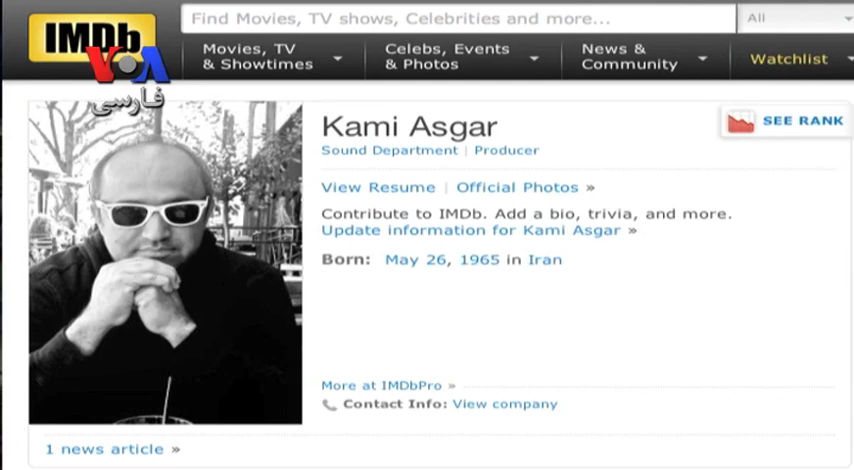 IMDb
Find Movies, TV shows, Celebrities and more...
All
VOA
فارسی
Movies, TV
& Showtimes
Celebs, Events
& Photos
News &
Community
Watchlist
Kami Asgar
SEE RANK
Sound Department | Producer
View Resume | Official Photos »
Contribute to IMDb. Add a bio, trivia, and more.
Update information for Kami Asgar »
Born: May 26, 1965 in Iran
More at IMDbPro »
Contact Info: View company
1 news article »